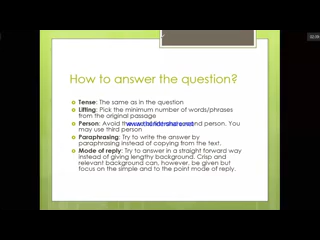 How to answer the question?
Tense: The same as in the question
Lifting: Pick the minimum number of words/phrases
from the original passage
Person: Avoid the second person. You
may use third person
Paraphrasing: Try to write the answer by
paraphrasing instead of copying from the text.
Mode of reply: Try to answer in a straight forward way
instead of giving lengthy background. Crisp and
relevant background can, however, be given but
focus on the simple and to the point mode of reply.